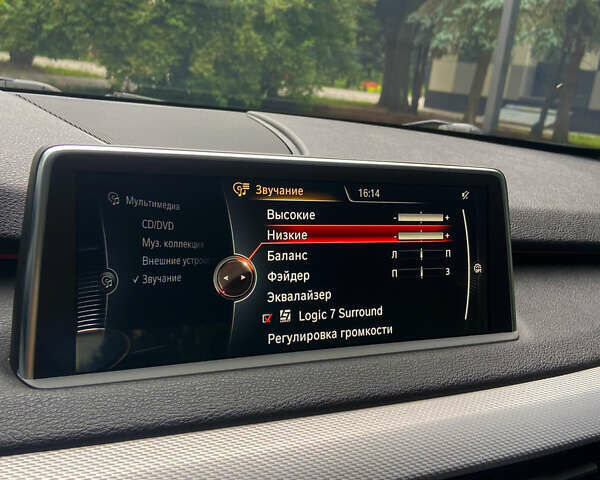 Мультимедиа
CD/DVD
Муз. коллекция
Внешние устрой
✓ Звучание
Звучание 16:14
Высокие - +
Низкие - +
Баланс Л П
Фэйдер П З
Эквалайзер
Logic 7 Surround
Регулировка громкости